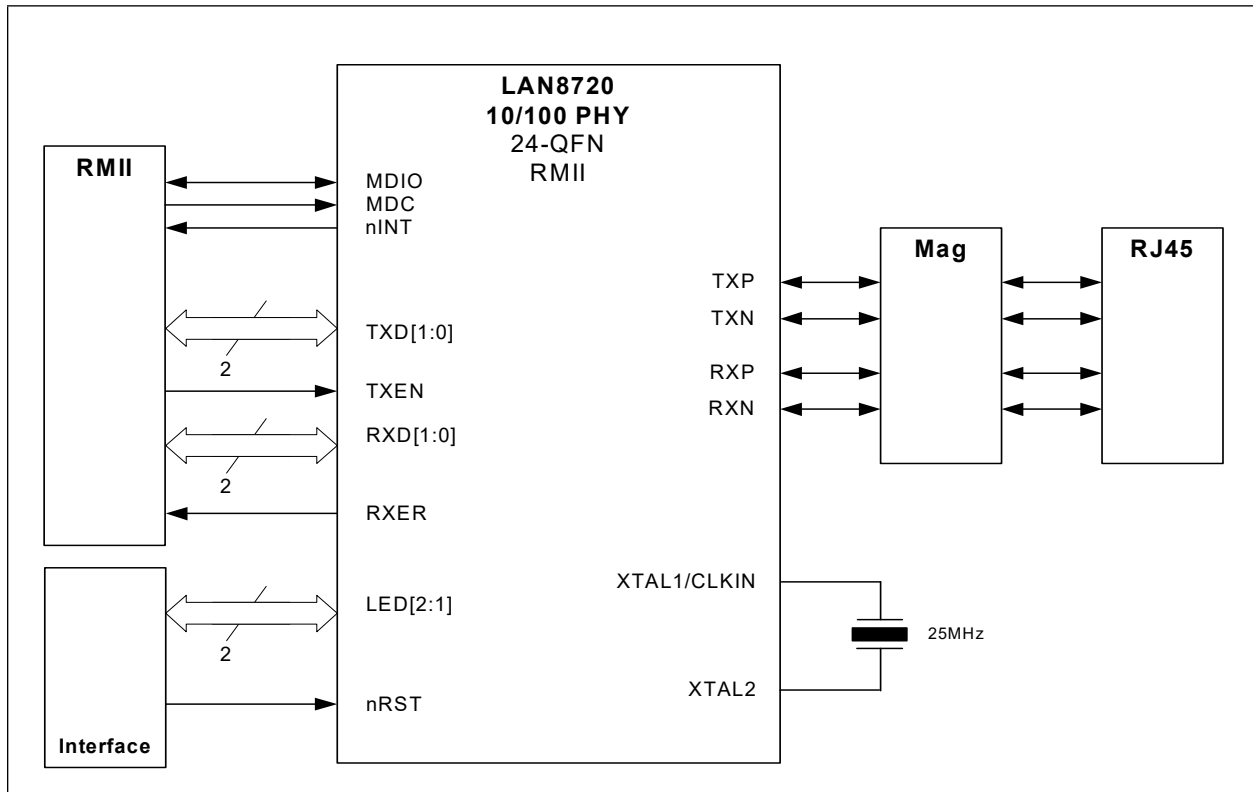 LAN8720
10/100 PHY
24-QFN
RMII
RMII
MDIO
MDC
nINT
TXD[1:0]
2
TXEN
RXD[1:0]
2
RXER
LED[2:1]
2
nRST
Interface
TXP
TXN
RXP
RXN
Mag
RJ45
XTAL1/CLKIN
25MHz
XTAL2